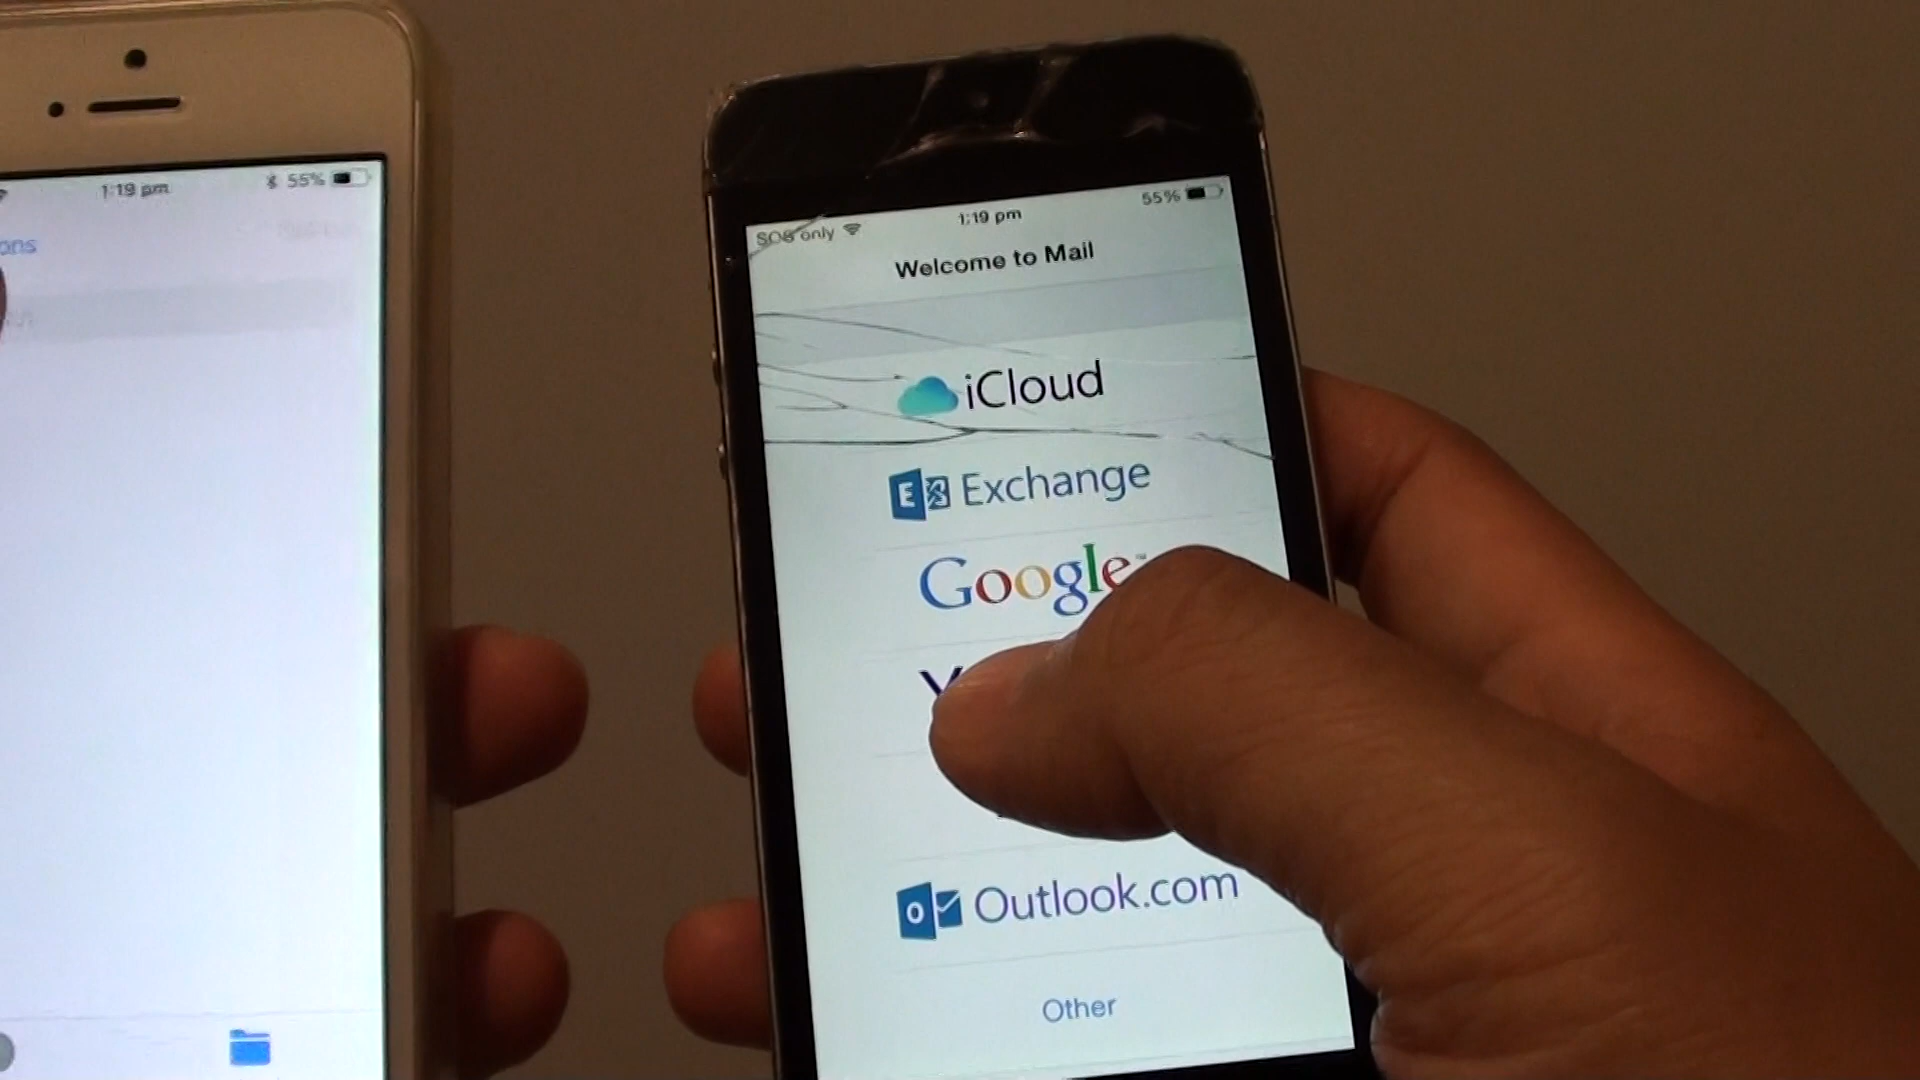 1:19 pm
55%
ons
SOS only
1:19 pm
55%
Welcome to Mail
iCloud
E
Exchange
Google
Outlook.com
Other